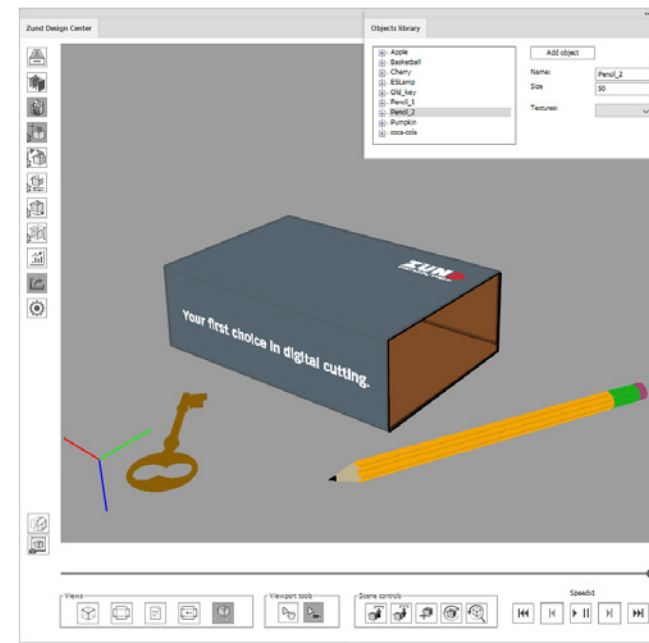 Zund Design Center
Objects library
Apple
Basketball
Cherry
ESLamp
Old_key
Pencil_1
Pencil_2
Pumpkin
coca-cola
Add object
Name: Pencil_2
Size 50
Textures:
ZUND
Your first choice in digital cutting.
Views
Viewport tools
Scene controls